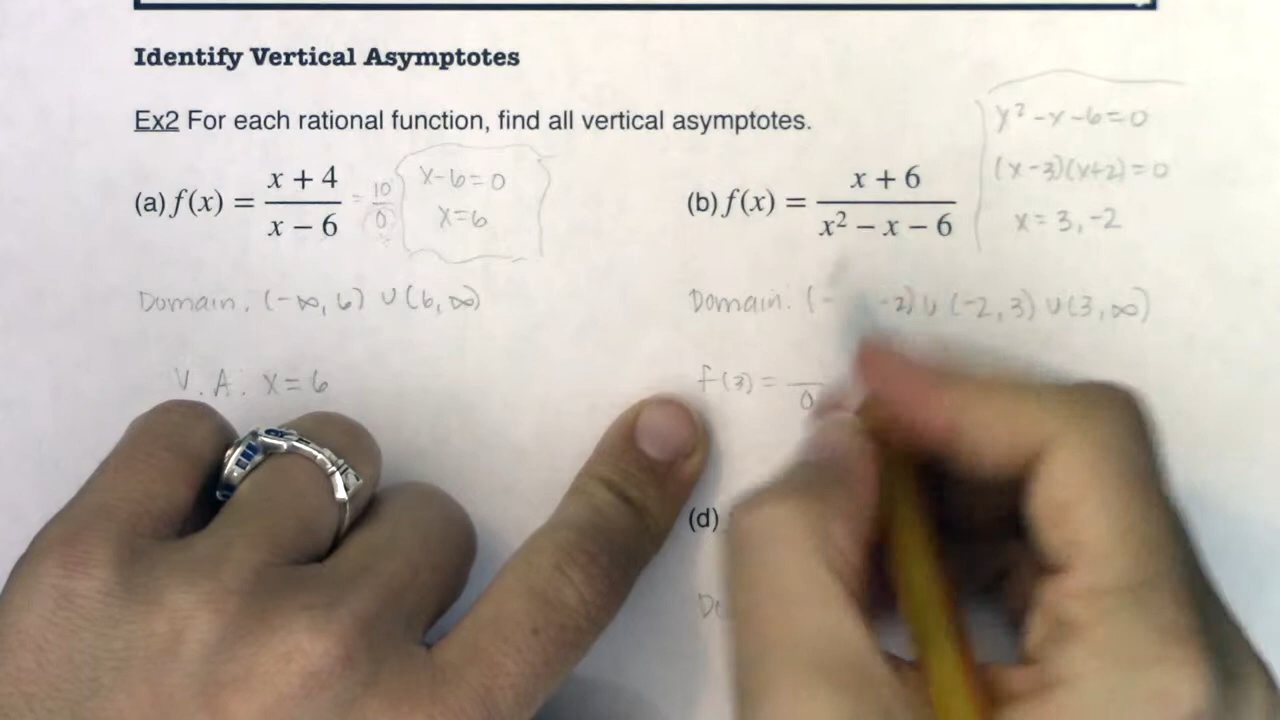 Identify Vertical Asymptotes
Ex2 For each rational function, find all vertical asymptotes.
(a) f(x) = (x + 4)/(x − 6) = 10/0
x-6=0
x=6
Domain: (-∞, 6) ∪ (6, ∞)
V.A. x=6
(b) f(x) = (x + 6)/(x² − x − 6)
x²-x-6=0
(x-3)(x+2)=0
x=3,-2
Domain: (- -2) ∪ (-2, 3) ∪ (3, ∞)
f(3) = /0
(d)